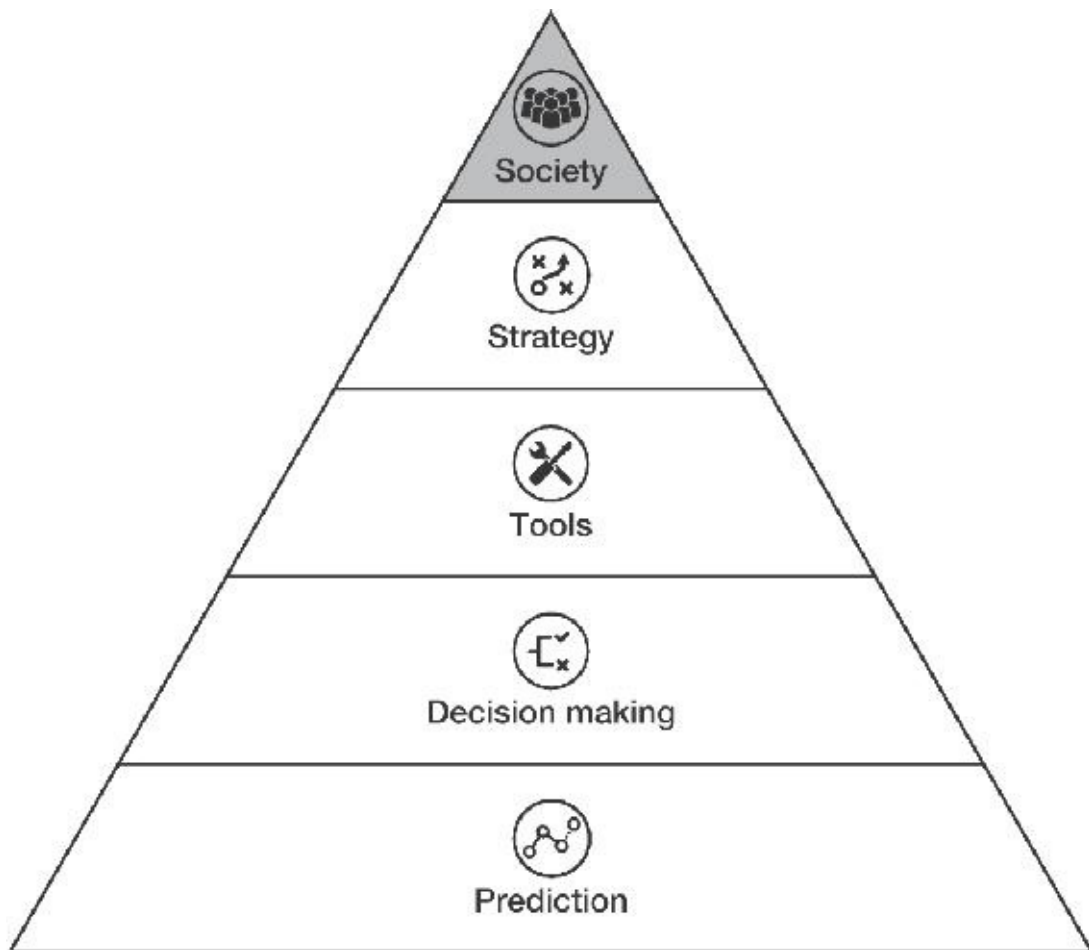 Society
Strategy
Tools
Decision making
Prediction